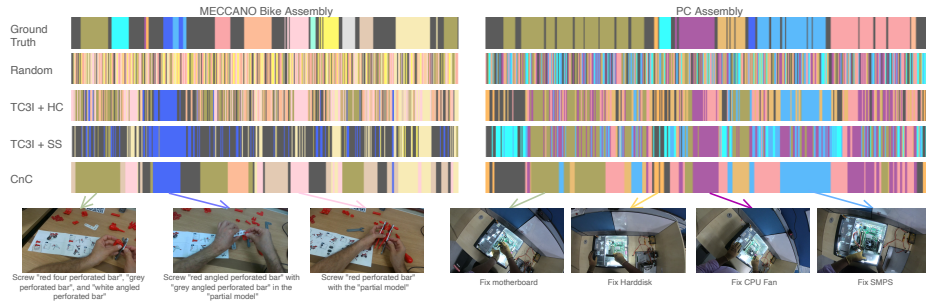 MECCANO Bike Assembly
PC Assembly
Ground
Truth
Random
TC3I + HC
TC3I + SS
CnC
Screw "red four perforated bar", "grey
perforated bar", and "white angled
perforated bar"
Screw "red angled perforated bar" with
"grey angled perforated bar" in the
"partial model"
Screw "red perforated bar"
with the "partial model"
Fix motherboard
Fix Harddisk
Fix CPU Fan
Fix SMPS